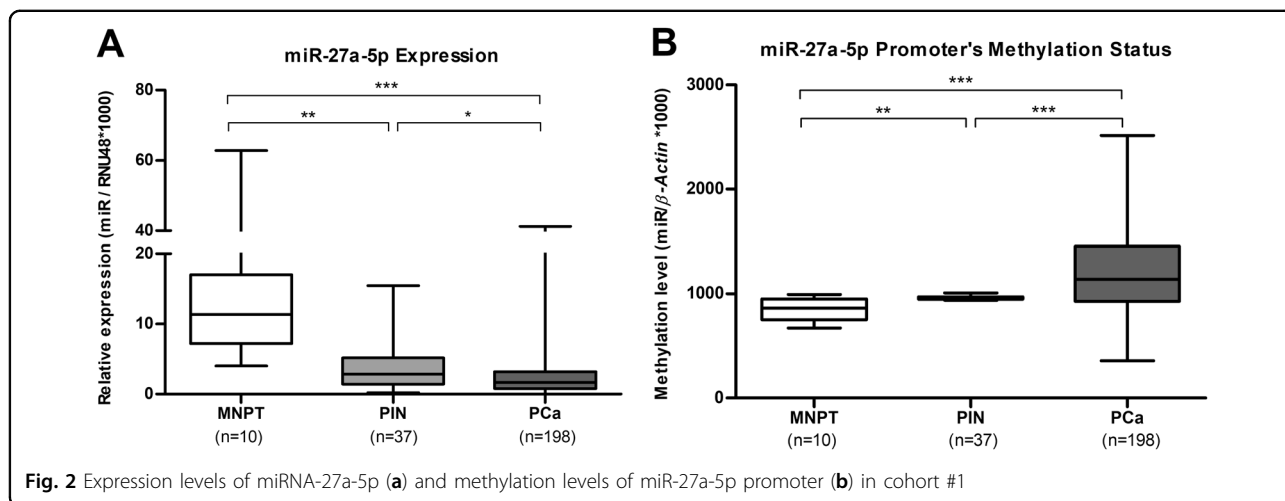 A
miR-27a-5p Expression
Relative expression (miR / RNU48*1000)
80
60
40
20
10
0
***
**
*
MNPT
PIN
PCa
(n=10)
(n=37)
(n=198)
B
miR-27a-5p Promoter's Methylation Status
Methylation level (miR/β-Actin *1000)
3000
2000
1000
0
***
**
***
MNPT
PIN
PCa
(n=10)
(n=37)
(n=198)
Fig. 2 Expression levels of miRNA-27a-5p (a) and methylation levels of miR-27a-5p promoter (b) in cohort #1